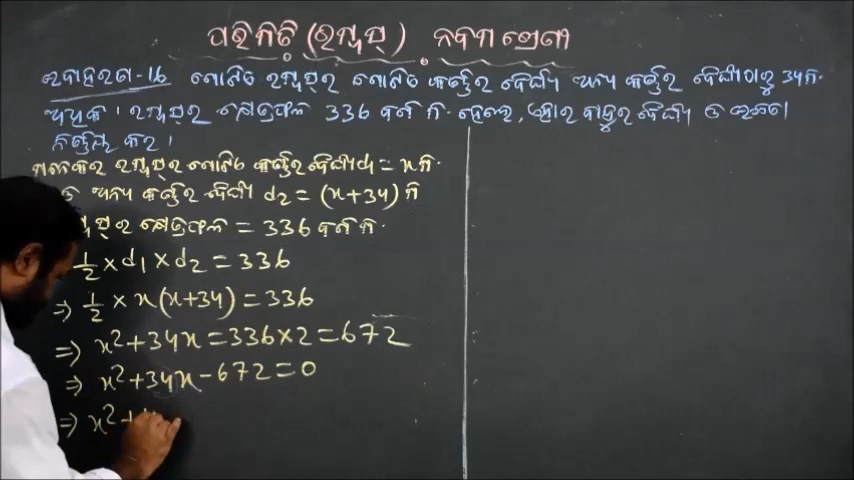 ପରିମିତି (ରମ୍ବସ୍) ନବମ ଶ୍ରେଣୀ
ଉଦାହରଣ-16 ଗୋଟିଏ ରମ୍ବସ୍‌ର ଗୋଟିଏ କର୍ଣ୍ଣର ଦୈର୍ଘ୍ୟ ଅନ୍ୟ କର୍ଣ୍ଣର ଦୈର୍ଘ୍ୟଠାରୁ 34ମି.
ଅଧିକ । ରମ୍ବସ୍‌ର କ୍ଷେତ୍ରଫଳ 336 ବର୍ଗ ମି. ହେଲେ, ଏହାର ବାହୁର ଦୈର୍ଘ୍ୟ ଓ ଉଚ୍ଚତା
ନିର୍ଣ୍ଣୟ କର ।
ମନେକର ରମ୍ବସ୍‌ର ଗୋଟିଏ କର୍ଣ୍ଣର ଦୈର୍ଘ୍ୟ d₁ = x ମି.
ଓ ଅନ୍ୟ କର୍ଣ୍ଣର ଦୈର୍ଘ୍ୟ d₂ = (x+34) ମି
କ୍ଷେତ୍ରଫଳ = 336 ବର୍ଗ ମି.
½ × d₁ × d₂ = 336
⇒ ½ × x(x+34) = 336
⇒ x² + 34x = 336×2 = 672
⇒ x² + 34x - 672 = 0
⇒ x² +